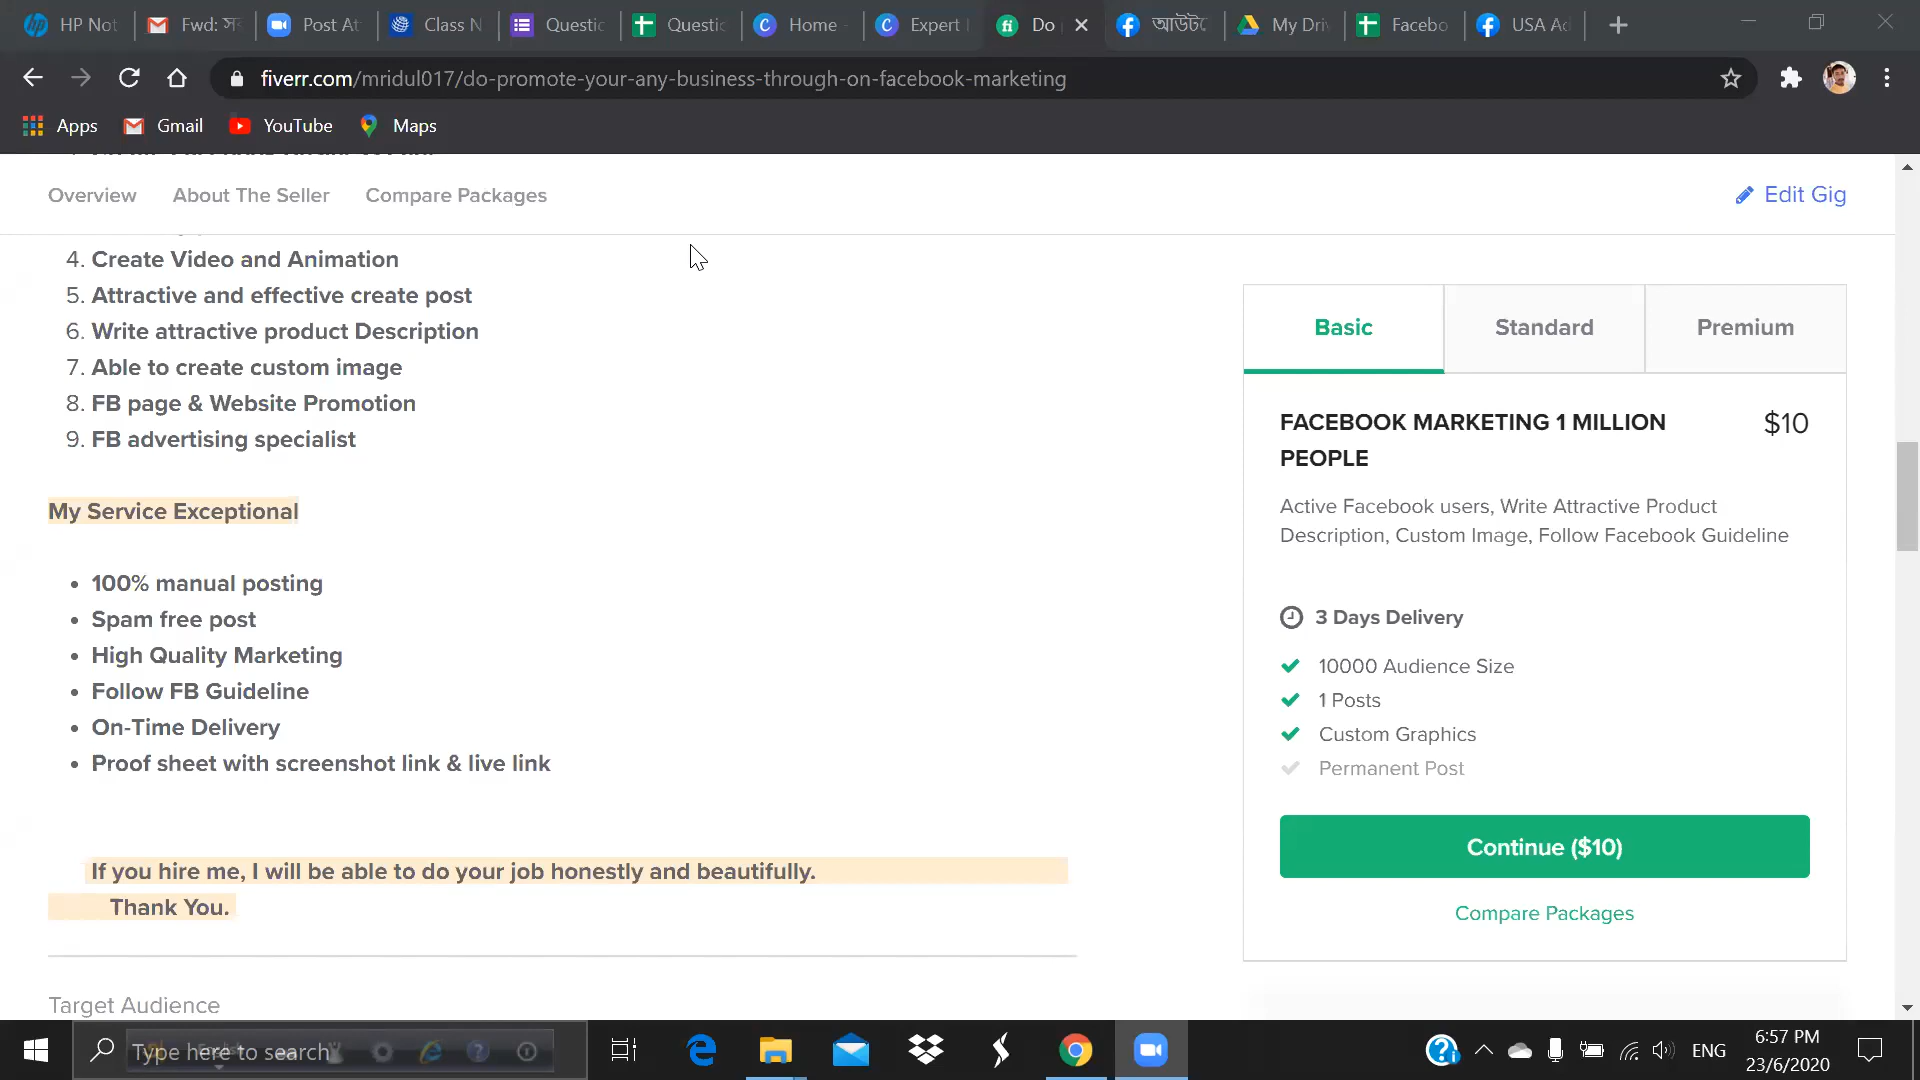 HP Not
Fwd: সং
Post At
Class N
Questic
Questic
Home -
Expert I
Do
আউট
My Driv
Facebo
USA Ad
fiverr.com/mridul017/do-promote-your-any-business-through-on-facebook-marketing
Apps
Gmail
YouTube
Maps
Overview
About The Seller
Compare Packages
Edit Gig
4. Create Video and Animation
5. Attractive and effective create post
6. Write attractive product Description
7. Able to create custom image
8. FB page & Website Promotion
9. FB advertising specialist
My Service Exceptional
• 100% manual posting
• Spam free post
• High Quality Marketing
• Follow FB Guideline
• On-Time Delivery
• Proof sheet with screenshot link & live link
If you hire me, I will be able to do your job honestly and beautifully.
Thank You.
Target Audience
Basic
Standard
Premium
FACEBOOK MARKETING 1 MILLION
PEOPLE
$10
Active Facebook users, Write Attractive Product
Description, Custom Image, Follow Facebook Guideline
3 Days Delivery
10000 Audience Size
1 Posts
Custom Graphics
Permanent Post
Continue ($10)
Compare Packages
Type here to search
ENG
6:57 PM
23/6/2020